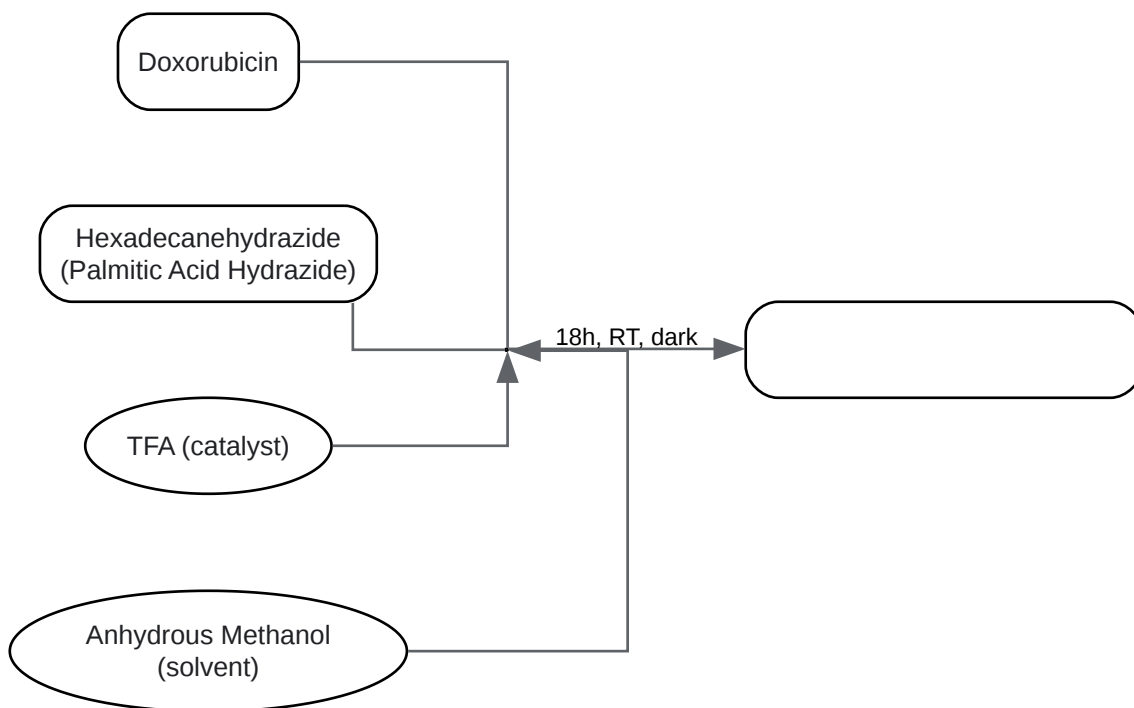 Doxorubicin
Hexadecanehydrazide
(Palmitic Acid Hydrazide)
18h, RT, dark
TFA (catalyst)
Anhydrous Methanol
(solvent)